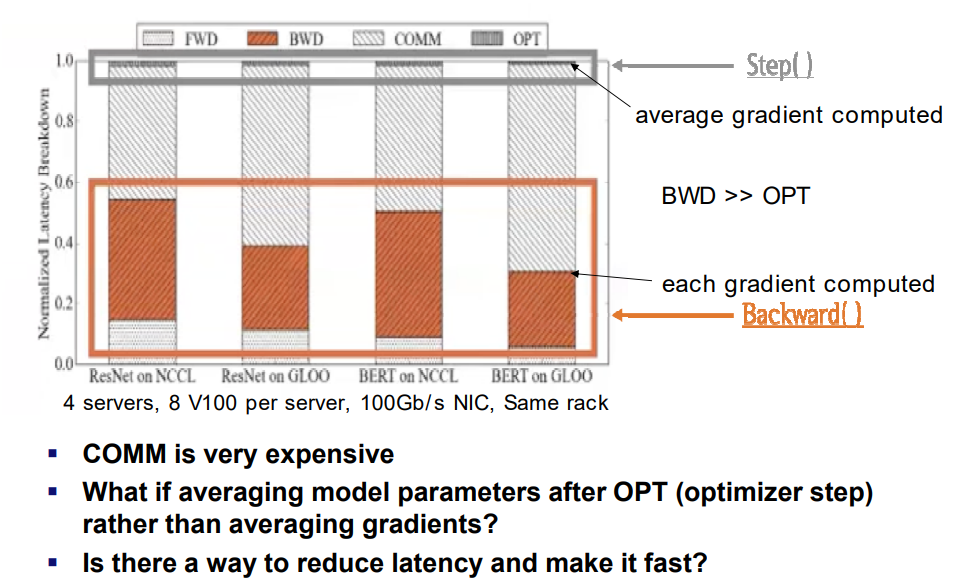 FWD BWD COMM OPT
Normalized Latency Breakdown
1.0
0.8
0.6
0.4
0.2
0.0
Step()
average gradient computed
BWD >> OPT
each gradient computed
Backward()
ResNet on NCCL ResNet on GLOO BERT on NCCL BERT on GLOO
4 servers, 8 V100 per server, 100Gb/s NIC, Same rack
▪ COMM is very expensive
▪ What if averaging model parameters after OPT (optimizer step)
rather than averaging gradients?
▪ Is there a way to reduce latency and make it fast?